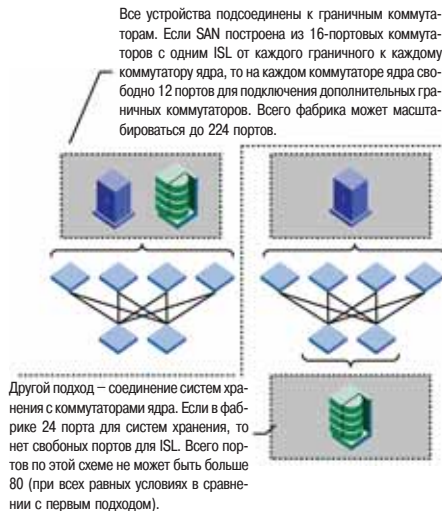 Все устройства подсоединены к граничным коммута-
торам. Если SAN построена из 16-портовых коммута-
торов с одним ISL от каждого граничного к каждому
коммутатору ядра, то на каждом коммутаторе ядра сво-
бодно 12 портов для подключения дополнительных гра-
ничных коммутаторов. Всего фабрика может масшта-
бироваться до 224 портов.
Другой подход – соединение систем хра-
нения с коммутаторами ядра. Если в фаб-
рике 24 порта для систем хранения, то
нет свобоных портов для ISL. Всего пор-
тов по этой схеме не может быть больше
80 (при всех равных условиях в сравне-
нии с первым подходом).